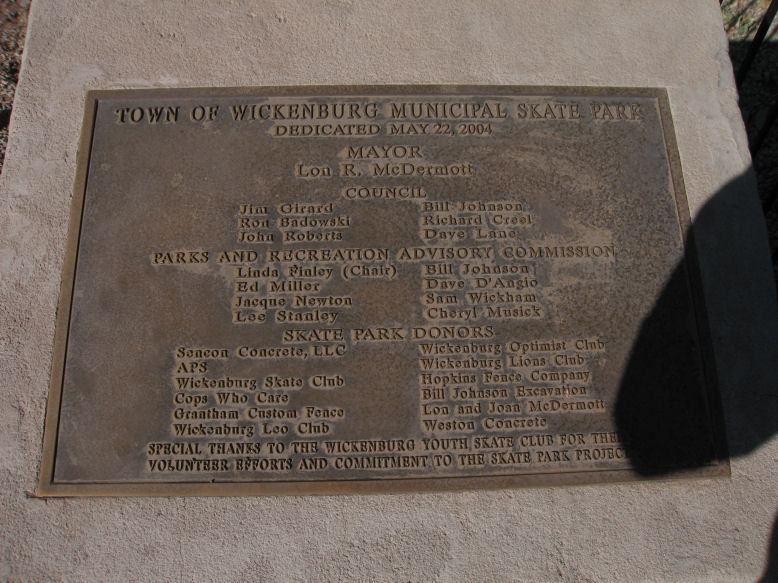 TOWN OF WICKENBURG MUNICIPAL SKATE PARK
DEDICATED MAY 22, 2004
MAYOR
Lon R. McDermott
COUNCIL
Jim Girard Bill Johnson
Ron Badowski Richard Creel
John Roberts Dave Lane
PARKS AND RECREATION ADVISORY COMMISSION
Linda Finley (Chair) Bill Johnson
Ed Miller Dave D'Angio
Jacque Newton Sam Wickham
Lee Stanley Cheryl Musick
SKATE PARK DONORS
Soneon Concrete, LLC Wickenburg Optimist Club
APS Wickenburg Lions Club
Wickenburg Skate Club Hopkins Fence Company
Cops Who Care Bill Johnson Excavation
Grantham Custom Fence Lon and Joan McDermott
Wickenburg Leo Club Weston Concrete
SPECIAL THANKS TO THE WICKENBURG YOUTH SKATE CLUB FOR
VOLUNTEER EFFORTS AND COMMITMENT TO THE SKATE PARK PROJECT